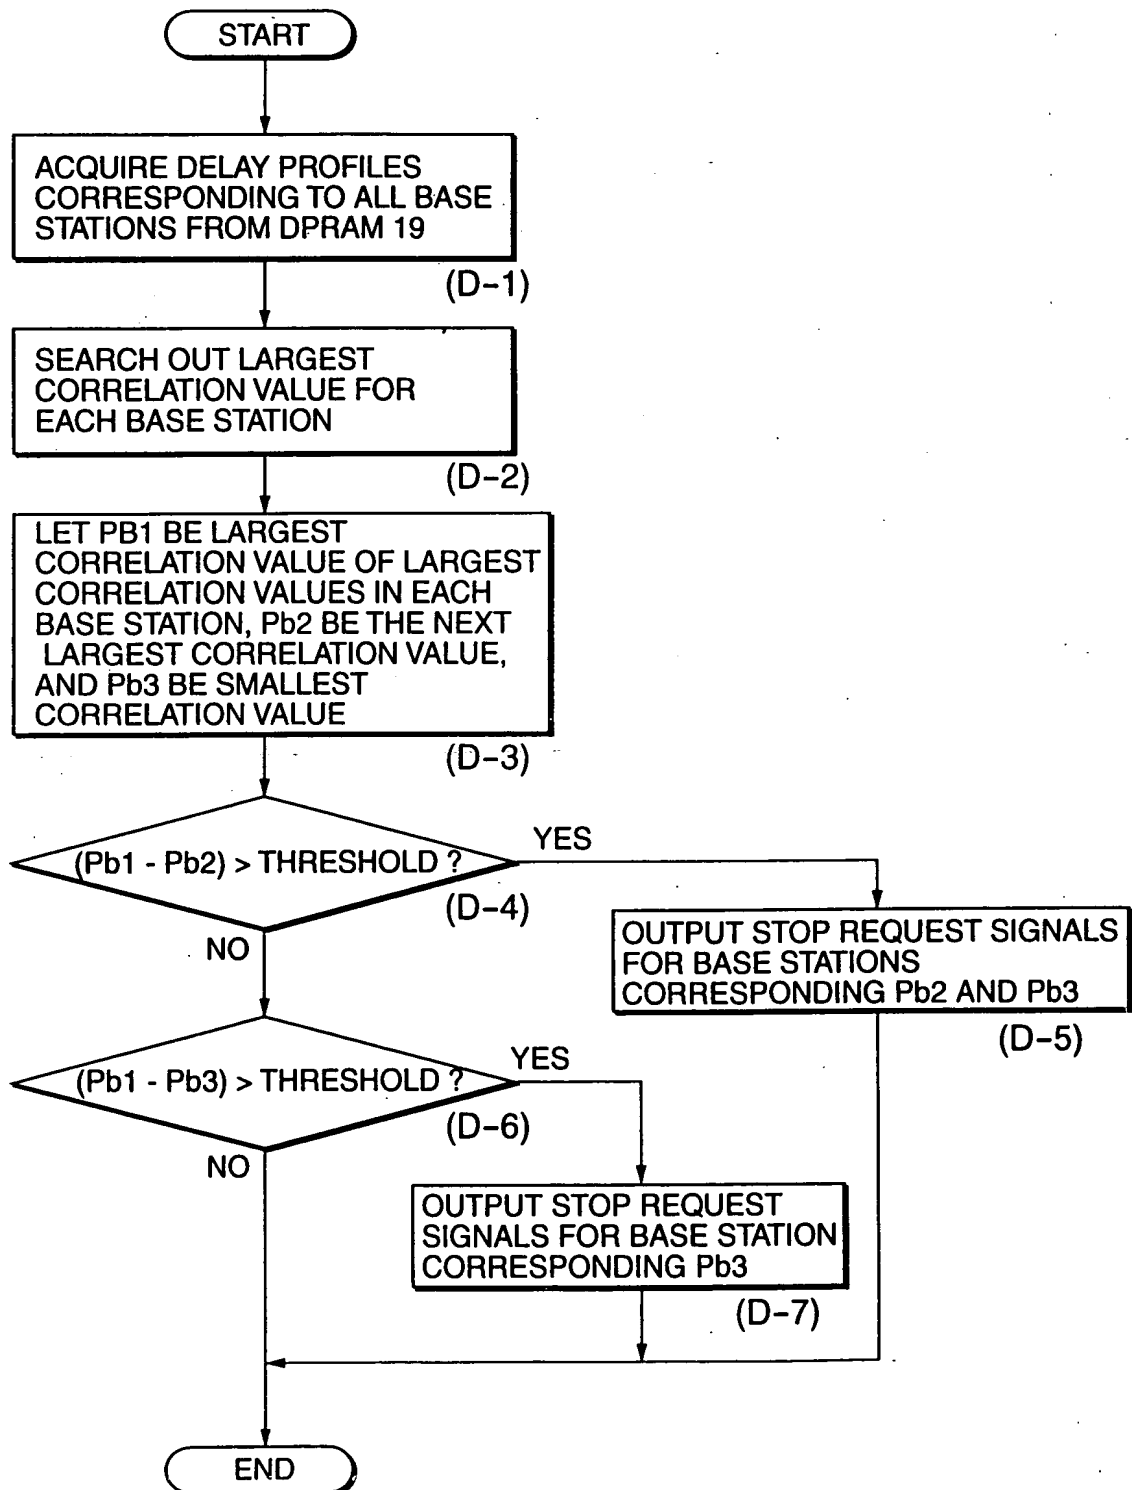 START
ACQUIRE DELAY PROFILES
CORRESPONDING TO ALL BASE
STATIONS FROM DPRAM 19
(D-1)
SEARCH OUT LARGEST
CORRELATION VALUE FOR
EACH BASE STATION
(D-2)
LET PB1 BE LARGEST
CORRELATION VALUE OF LARGEST
CORRELATION VALUES IN EACH
BASE STATION, Pb2 BE THE NEXT
LARGEST CORRELATION VALUE,
AND Pb3 BE SMALLEST
CORRELATION VALUE
(D-3)
(Pb1 - Pb2) > THRESHOLD ?
YES
(D-4)
NO
OUTPUT STOP REQUEST SIGNALS
FOR BASE STATIONS
CORRESPONDING Pb2 AND Pb3
(D-5)
(Pb1 - Pb3) > THRESHOLD ?
YES
(D-6)
NO
OUTPUT STOP REQUEST
SIGNALS FOR BASE STATION
CORRESPONDING Pb3
(D-7)
END